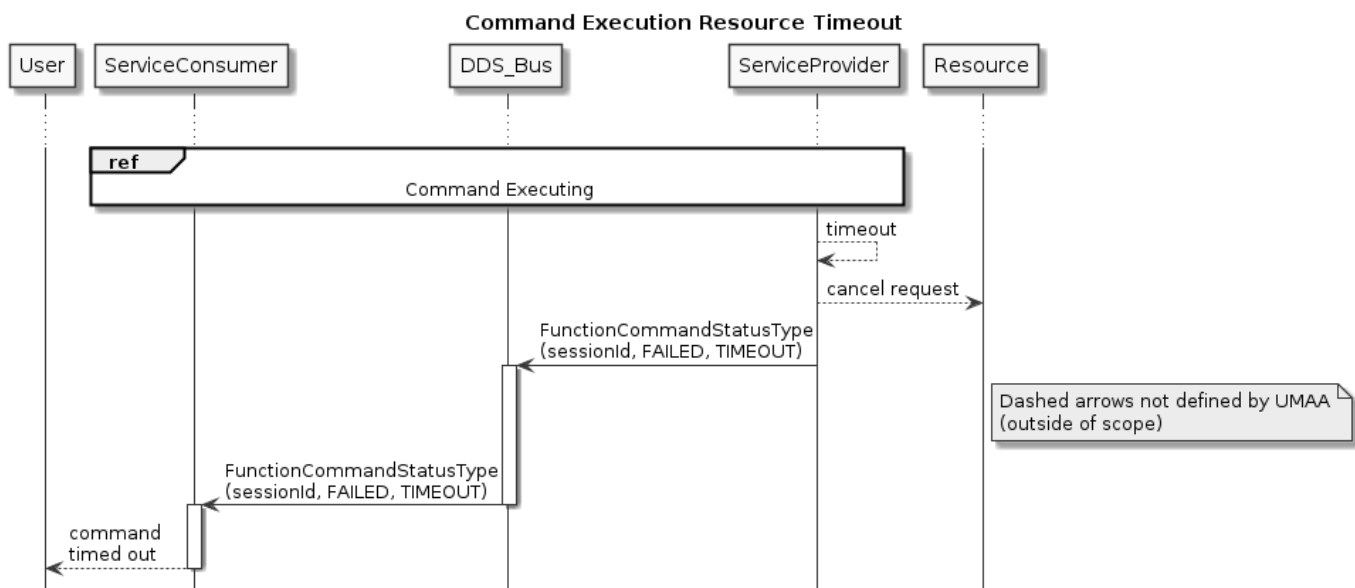 Command Execution Resource Timeout
User
ServiceConsumer
DDS_Bus
ServiceProvider
Resource
ref
Command Executing
timeout
cancel request
FunctionCommandStatusType
(sessionId, FAILED, TIMEOUT)
Dashed arrows not defined by UMAA
(outside of scope)
FunctionCommandStatusType
(sessionId, FAILED, TIMEOUT)
command
timed out